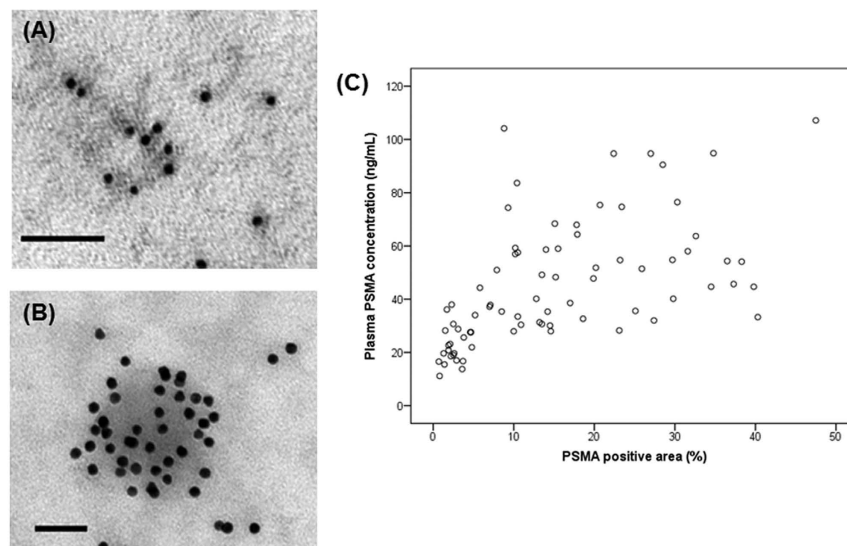 (A)
(B)
(C)
Plasma PSMA concentration (ng/mL)
120
100
80
60
40
20
0
0 10 20 30 40 50
PSMA positive area (%)